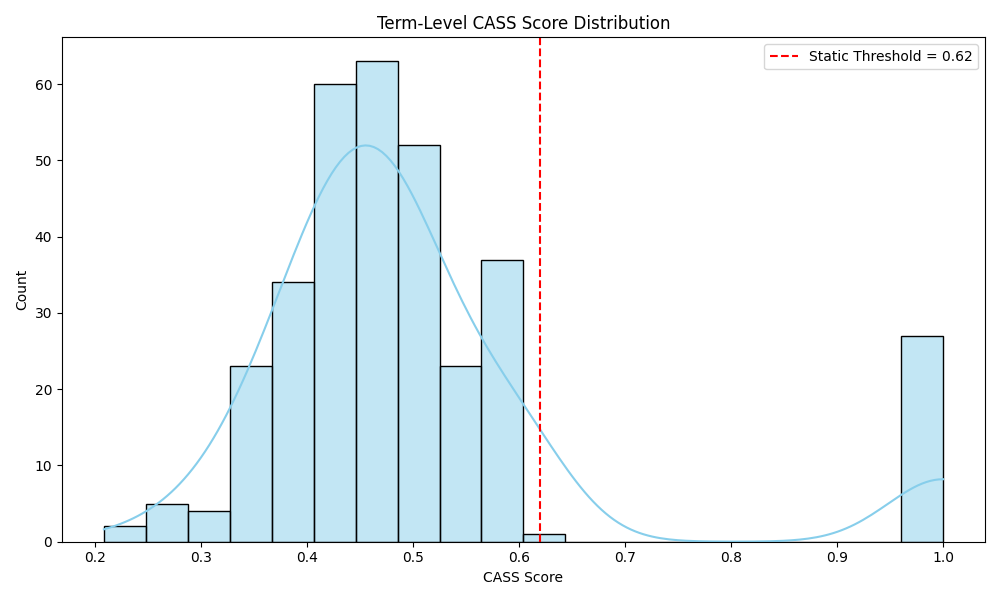 Term-Level CASS Score Distribution
Static Threshold = 0.62
Count
60
50
40
30
20
10
0
0.2 0.3 0.4 0.5 0.6 0.7 0.8 0.9 1.0
CASS Score